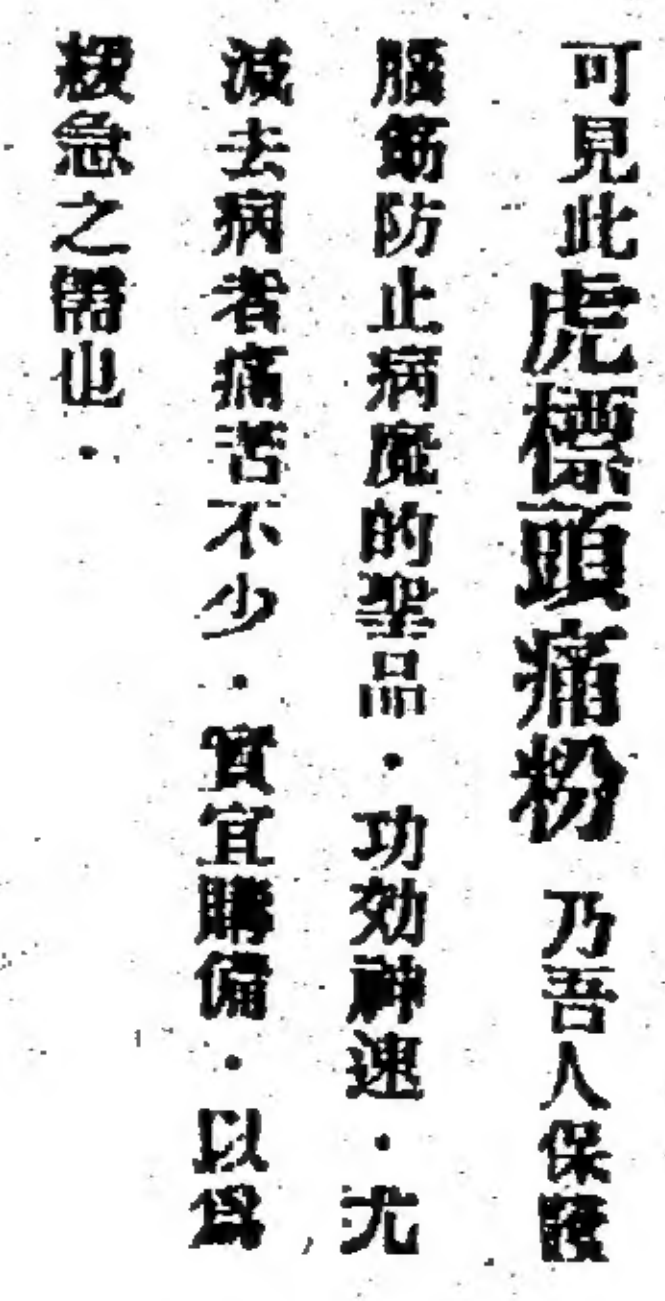 可見此虎標頭痛粉 乃吾人保護
腦筋防止病魔的聖品．功効神速．尤
減去病者痛苦不少．實宜購備．以爲
緩急之需也．